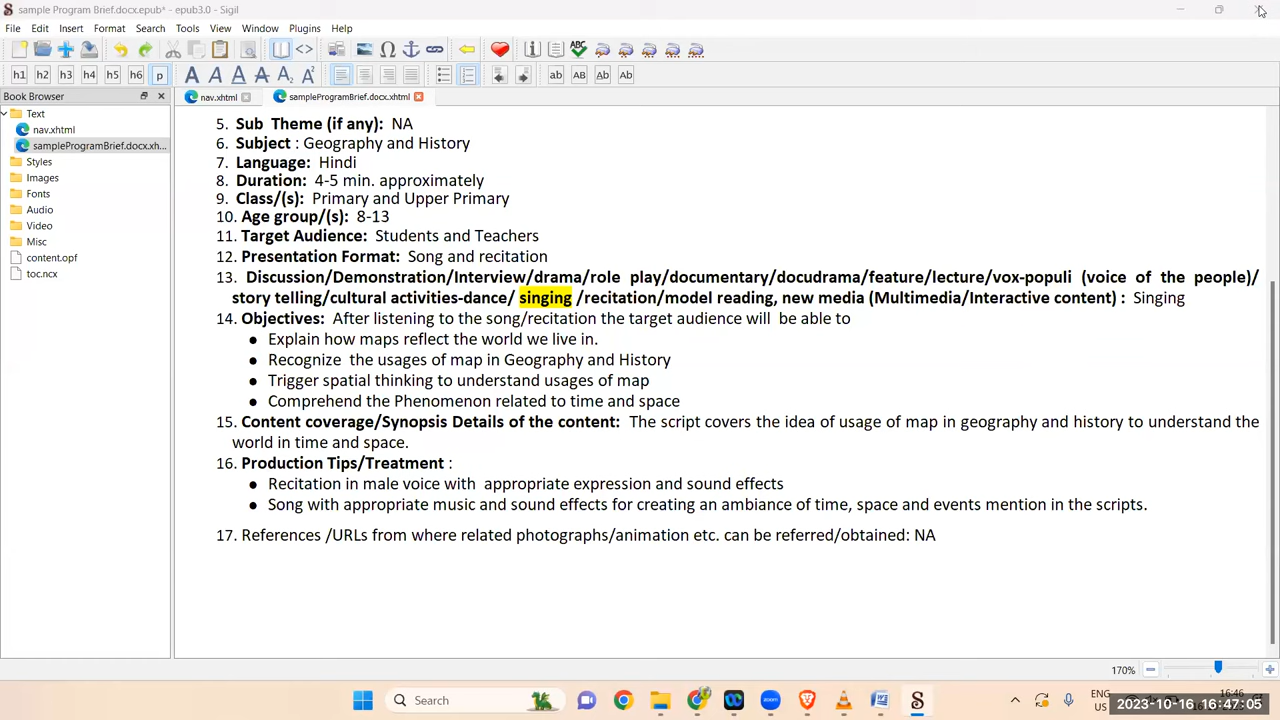 sample Program Brief.docx.epub* - epub3.0 - Sigil
File Edit Insert Format Search Tools View Window Plugins Help
h1 h2 h3 h4 h5 h6 p A A A A A2 A2 ab AB Ab Ab
Book Browser
nav.xhtml sampleProgramBrief.docx.xhtml
Text
nav.xhtml
sampleProgramBrief.docx.xh...
Styles
Images
Fonts
Audio
Video
Misc
content.opf
toc.ncx
5. Sub Theme (if any): NA
6. Subject : Geography and History
7. Language: Hindi
8. Duration: 4-5 min. approximately
9. Class/(s): Primary and Upper Primary
10. Age group/(s): 8-13
11. Target Audience: Students and Teachers
12. Presentation Format: Song and recitation
13. Discussion/Demonstration/Interview/drama/role play/documentary/docudrama/feature/lecture/vox-populi (voice of the people)/
story telling/cultural activities-dance/ singing /recitation/model reading, new media (Multimedia/Interactive content) : Singing
14. Objectives: After listening to the song/recitation the target audience will be able to
● Explain how maps reflect the world we live in.
● Recognize the usages of map in Geography and History
● Trigger spatial thinking to understand usages of map
● Comprehend the Phenomenon related to time and space
15. Content coverage/Synopsis Details of the content: The script covers the idea of usage of map in geography and history to understand the
world in time and space.
16. Production Tips/Treatment :
● Recitation in male voice with appropriate expression and sound effects
● Song with appropriate music and sound effects for creating an ambiance of time, space and events mention in the scripts.
17. References /URLs from where related photographs/animation etc. can be referred/obtained: NA
170%
Search
ENG
16:46
2023-10-16 16:47:05